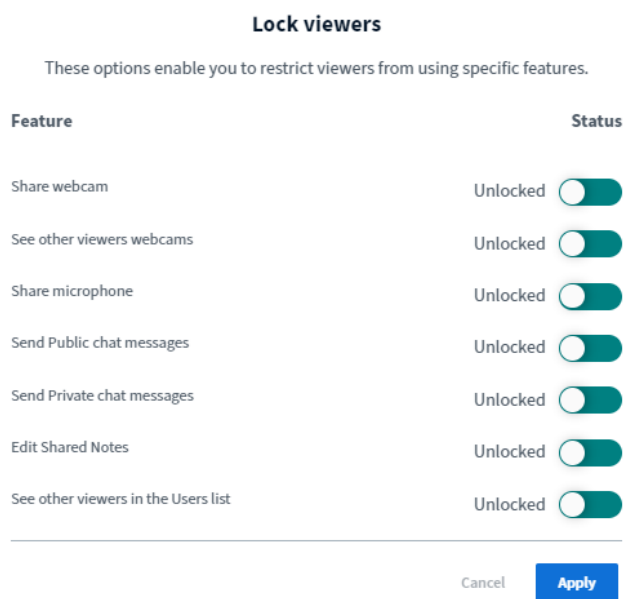 Lock viewers
These options enable you to restrict viewers from using specific features.
Feature Status
Share webcam Unlocked
See other viewers webcams Unlocked
Share microphone Unlocked
Send Public chat messages Unlocked
Send Private chat messages Unlocked
Edit Shared Notes Unlocked
See other viewers in the Users list Unlocked
Cancel Apply